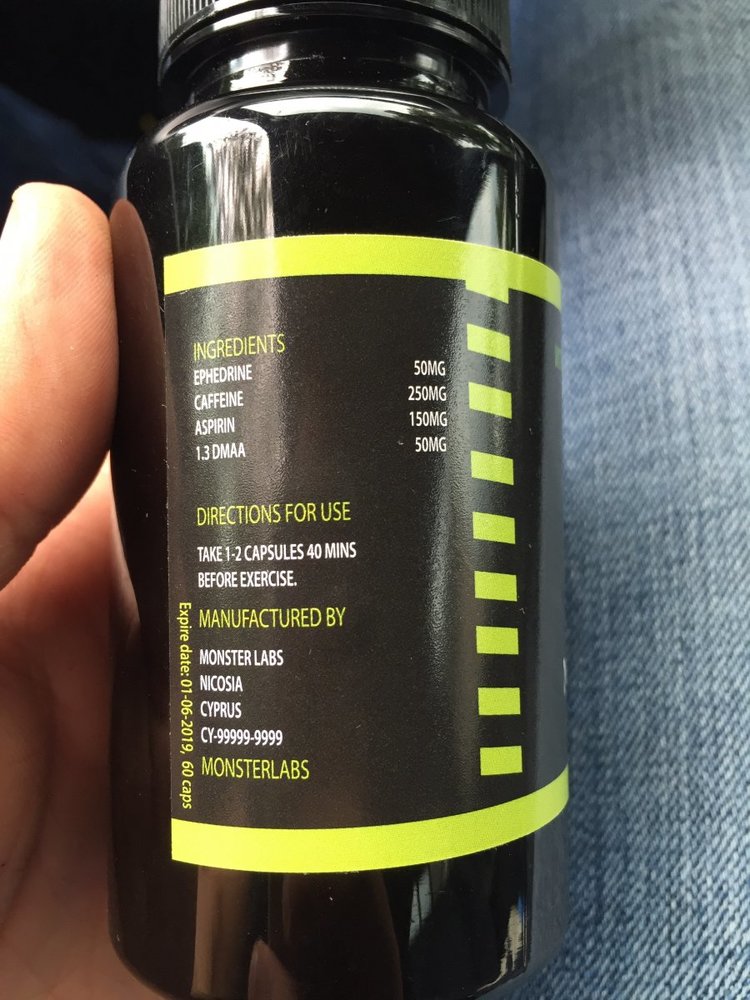 INGREDIENTS
EPHEDRINE 50MG
CAFFEINE 250MG
ASPIRIN 150MG
1.3 DMAA 50MG
DIRECTIONS FOR USE
TAKE 1-2 CAPSULES 40 MINS
BEFORE EXERCISE.
MANUFACTURED BY
MONSTER LABS
NICOSIA
CYPRUS
CY-99999-9999
MONSTERLABS
Expire date: 01-06-2019, 60 caps